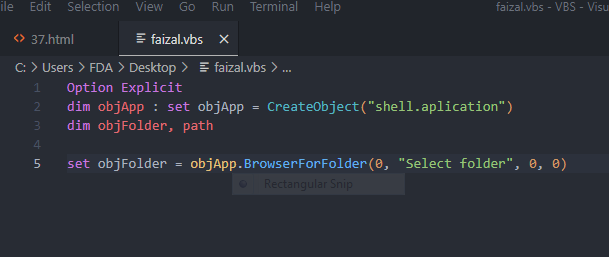 ile Edit Selection View Go Run Terminal Help faizal.vbs - VBS - Visu
37.html faizal.vbs
C: > Users > FDA > Desktop > faizal.vbs > ...
1 Option Explicit
2 dim objApp : set objApp = CreateObject("shell.aplication")
3 dim objFolder, path
4
5 set objFolder = objApp.BrowserForFolder(0, "Select folder", 0, 0)
Rectangular Snip